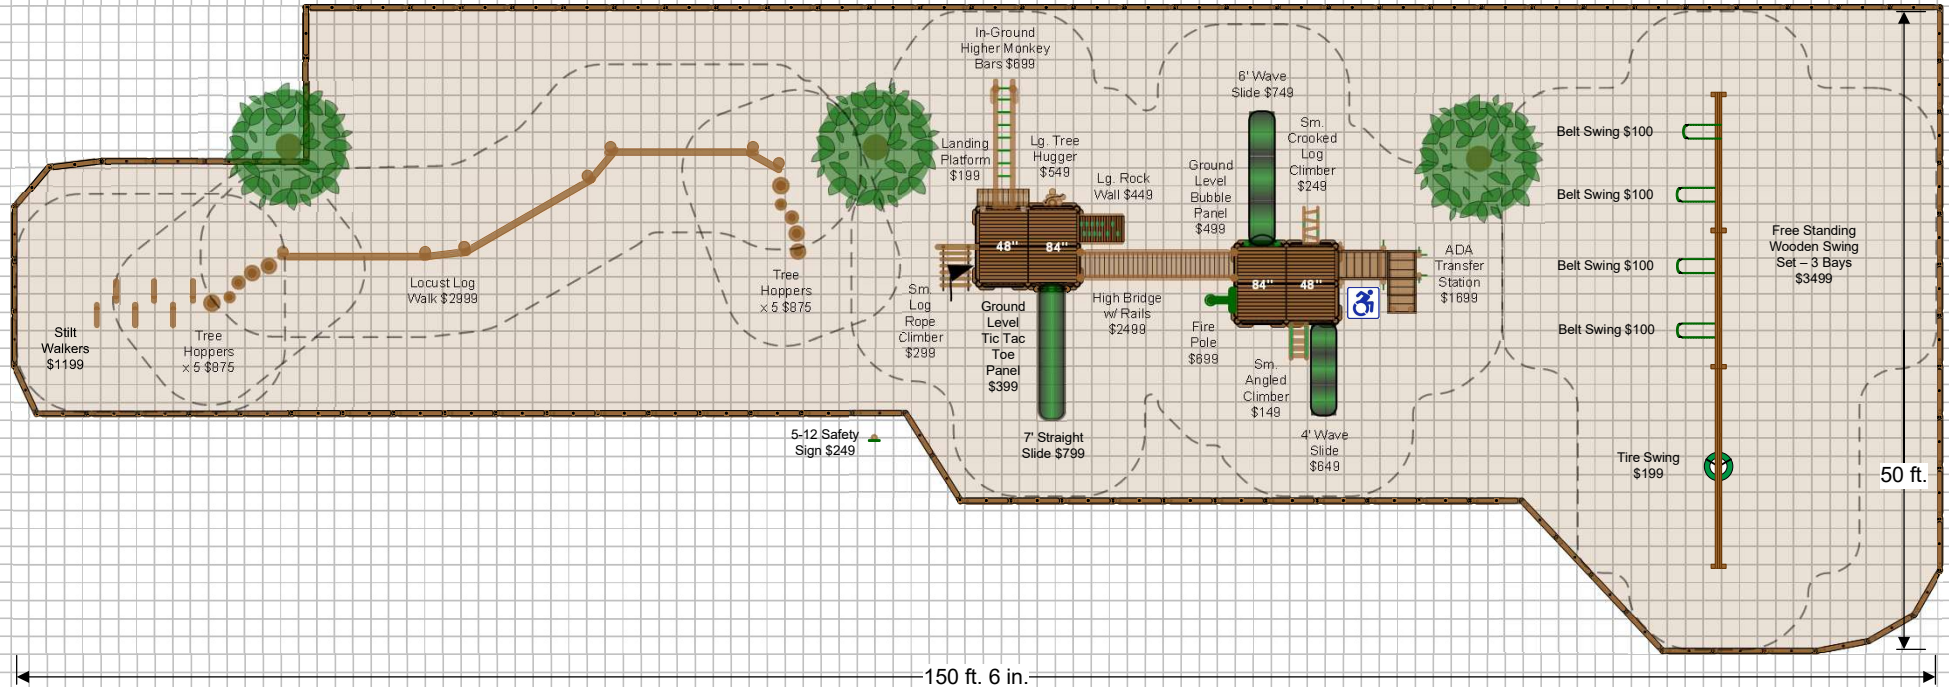 In-Ground
Higher Monkey
Bars $699
6' Wave
Slide $749
Landing
Platform
$199
Lg. Tree
Hugger
$549
Lg. Rock
Wall $449
Ground
Level
Bubble
Panel
$499
Sm.
Crooked
Log
Climber
$249
Belt Swing $100
Belt Swing $100
Belt Swing $100
Belt Swing $100
Free Standing
Wooden Swing
Set – 3 Bays
$3499
48"
84"
84"
48"
ADA
Transfer
Station
$1699
Stilt
Walkers
$1199
Tree
Hoppers
x 5 $875
Locust Log
Walk $2999
Tree
Hoppers
x 5 $875
Sm.
Log
Rope
Climber
$299
Ground
Level
Tic Tac
Toe
Panel
$399
High Bridge
w/ Rails
$2499
Fire
Pole
$699
Sm.
Angled
Climber
$149
5-12 Safety
Sign $249
7' Straight
Slide $799
4' Wave
Slide
$649
Tire Swing
$199
50 ft.
150 ft. 6 in.